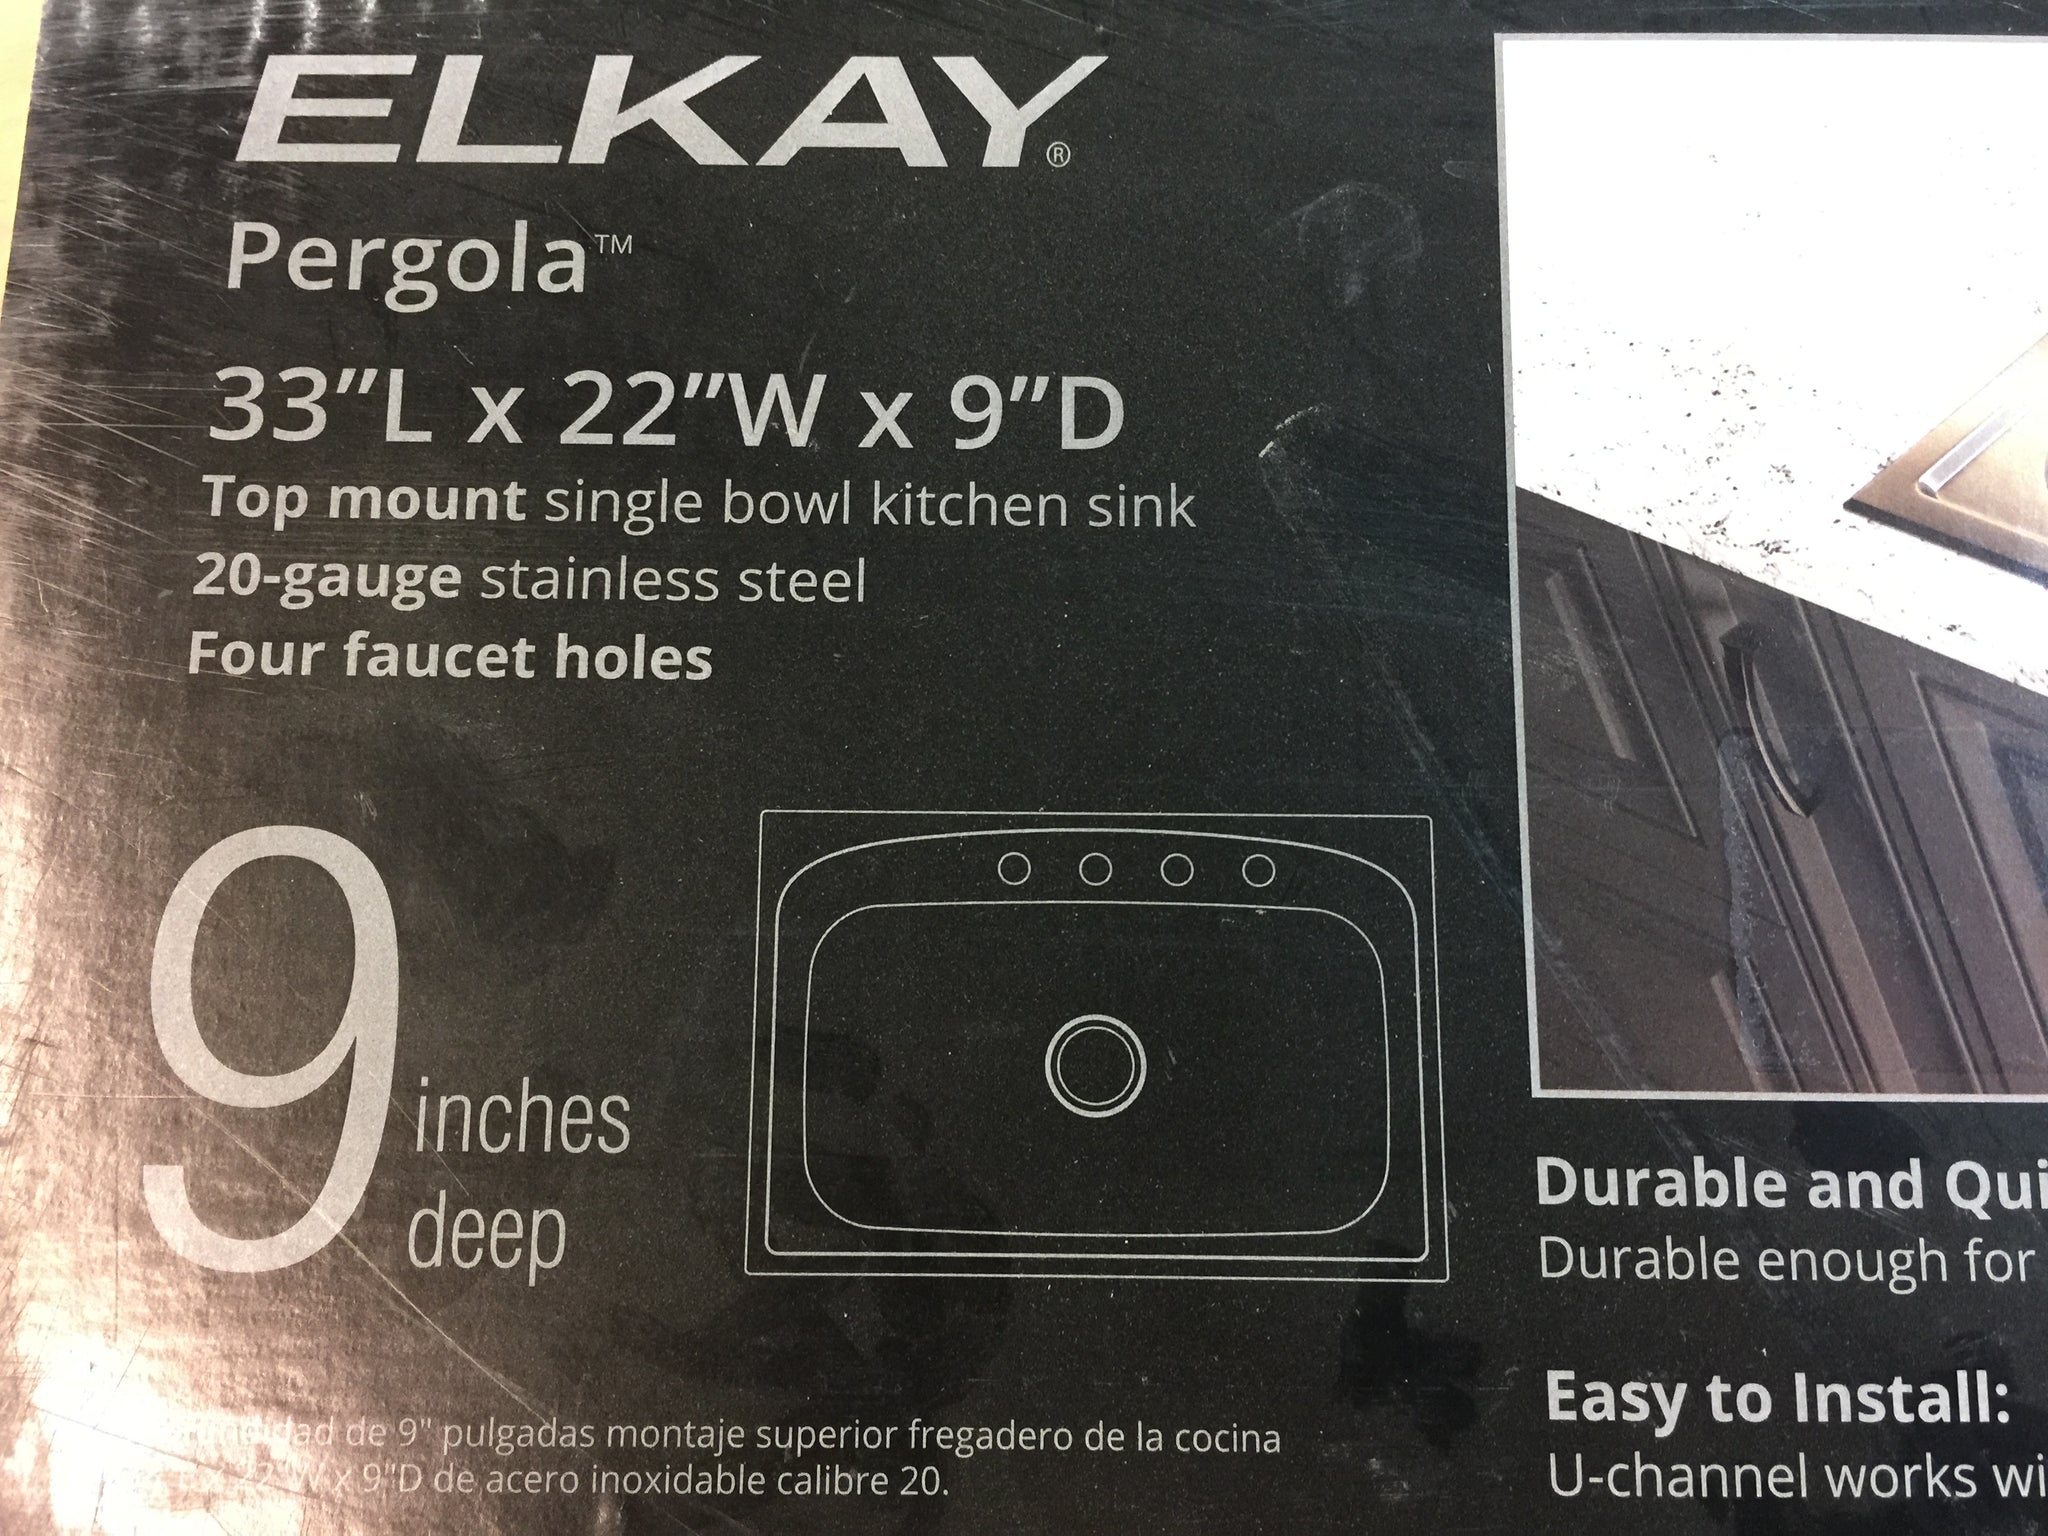 ELKAY®
Pergola™
33"L x 22"W x 9"D
Top mount single bowl kitchen sink
20-gauge stainless steel
Four faucet holes
9 inches
deep
Durable and Qui
Durable enough for
Easy to Install:
U-channel works wi
de 9" pulgadas montaje superior fregadero de la cocina
x 22"W x 9"D de acero inoxidable calibre 20.